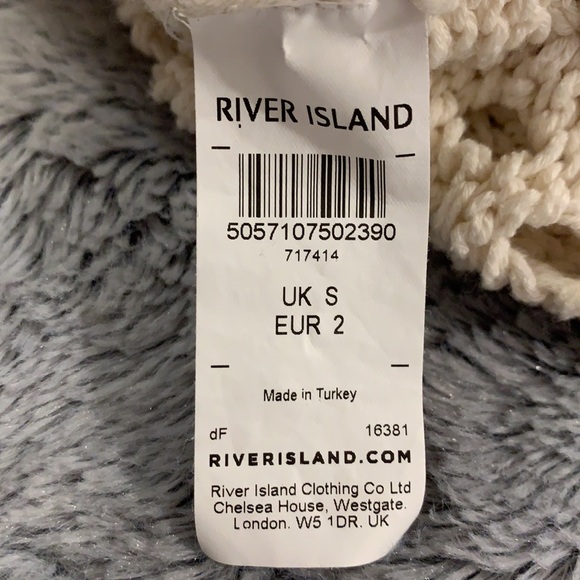 RIVER ISLAND
5057107502390
717414
UK S
EUR 2
Made in Turkey
dF 16381
RIVERISLAND.COM
River Island Clothing Co Ltd
Chelsea House, Westgate.
London. W5 1DR. UK